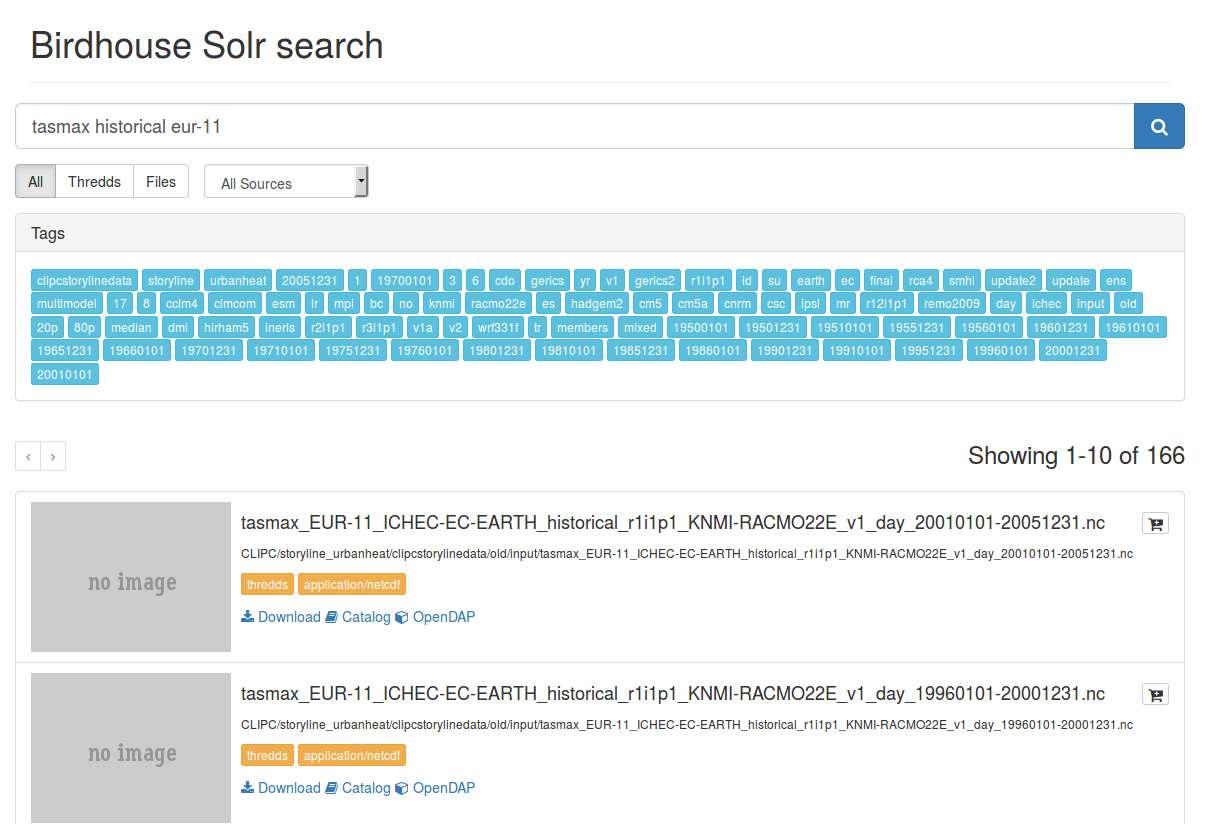 Birdhouse Solr search
tasmax historical eur-11
All Thredds Files All Sources
Tags
clipcstorylinedata storyline urbanheat 20051231 1 19700101 3 6 cdo gerics yr v1 gerics2 r1i1p1 id su earth ec final rca4 smhi update2 update ens
multimodel 17 8 cclm4 clmcom esm lr mpi bc no knmi racmo22e es hadgem2 cm5 cm5a cnrm csc ipsl mr r12i1p1 remo2009 day ichec input old
20p 80p median dmi hirham5 ineris r2i1p1 r3i1p1 v1a v2 wrf331f tr members mixed 19500101 19501231 19510101 19551231 19560101 19601231 19610101
19651231 19660101 19701231 19710101 19751231 19760101 19801231 19810101 19851231 19860101 19901231 19910101 19951231 19960101 20001231
20010101
‹ › Showing 1-10 of 166
no image
tasmax_EUR-11_ICHEC-EC-EARTH_historical_r1i1p1_KNMI-RACMO22E_v1_day_20010101-20051231.nc
CLIPC/storyline_urbanheat/clipcstorylinedata/old/input/tasmax_EUR-11_ICHEC-EC-EARTH_historical_r1i1p1_KNMI-RACMO22E_v1_day_20010101-20051231.nc
thredds application/netcdf
Download Catalog OpenDAP
no image
tasmax_EUR-11_ICHEC-EC-EARTH_historical_r1i1p1_KNMI-RACMO22E_v1_day_19960101-20001231.nc
CLIPC/storyline_urbanheat/clipcstorylinedata/old/input/tasmax_EUR-11_ICHEC-EC-EARTH_historical_r1i1p1_KNMI-RACMO22E_v1_day_19960101-20001231.nc
thredds application/netcdf
Download Catalog OpenDAP